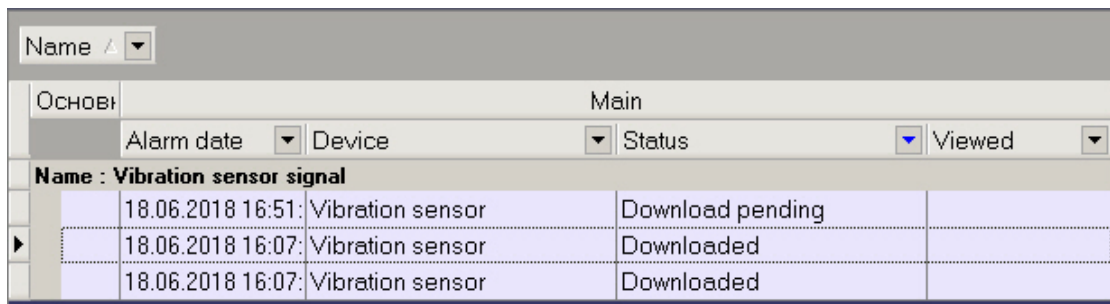 Name
Основн Main
Alarm date Device Status Viewed
Name : Vibration sensor signal
18.06.2018 16:51: Vibration sensor Download pending
18.06.2018 16:07: Vibration sensor Downloaded
18.06.2018 16:07: Vibration sensor Downloaded